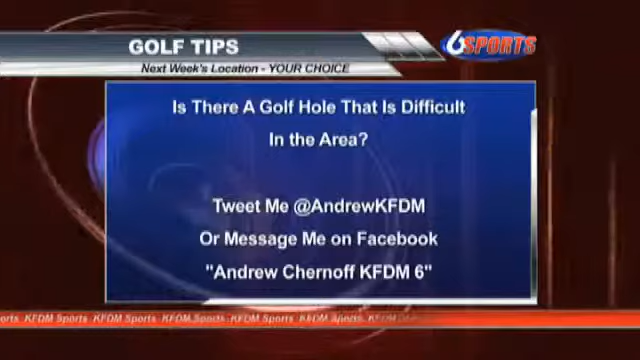 GOLF TIPS
6SPORTS
Next Week's Location - YOUR CHOICE
Is There A Golf Hole That Is Difficult
In the Area?
Tweet Me @AndrewKFDM
Or Message Me on Facebook
"Andrew Chernoff KFDM 6"
Sports KFDM Sports KFDM Sports KFDM Sports KFDM Sports KFDM Sports KFDM